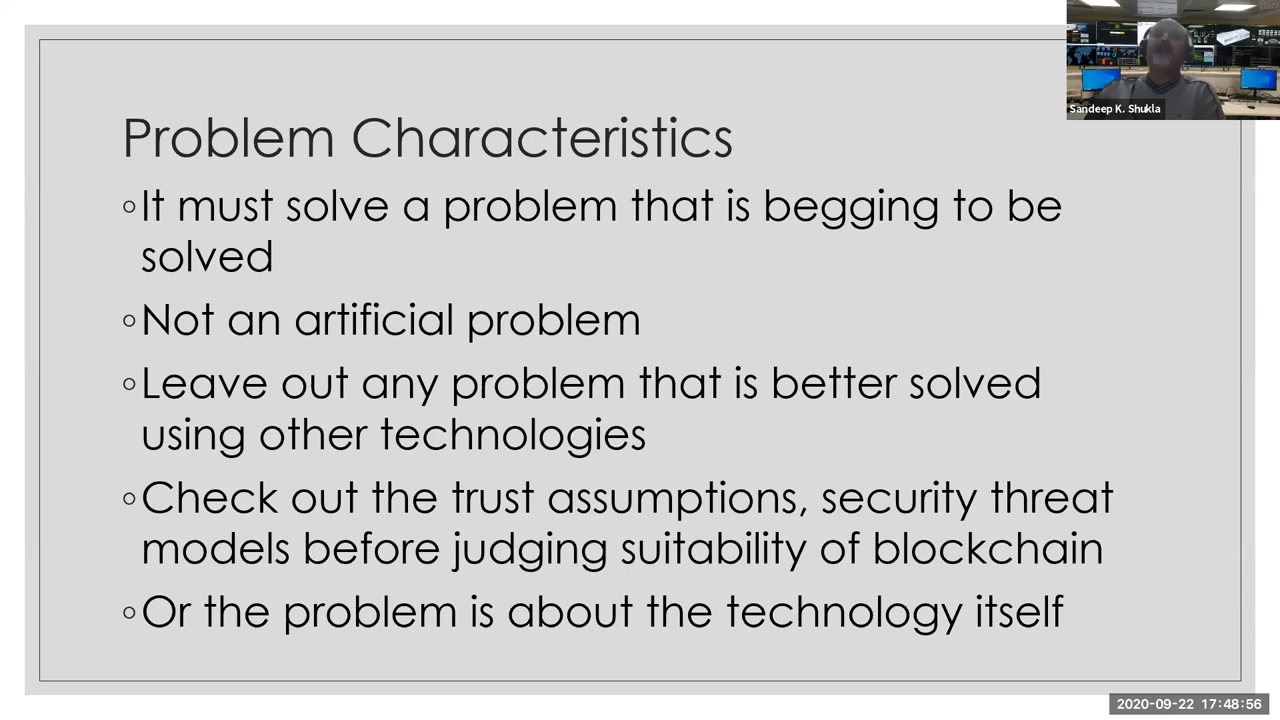 Sandeep K. Shukla
Problem Characteristics
◦It must solve a problem that is begging to be
solved
◦Not an artificial problem
◦Leave out any problem that is better solved
using other technologies
◦Check out the trust assumptions, security threat
models before judging suitability of blockchain
◦Or the problem is about the technology itself
2020-09-22 17:48:56